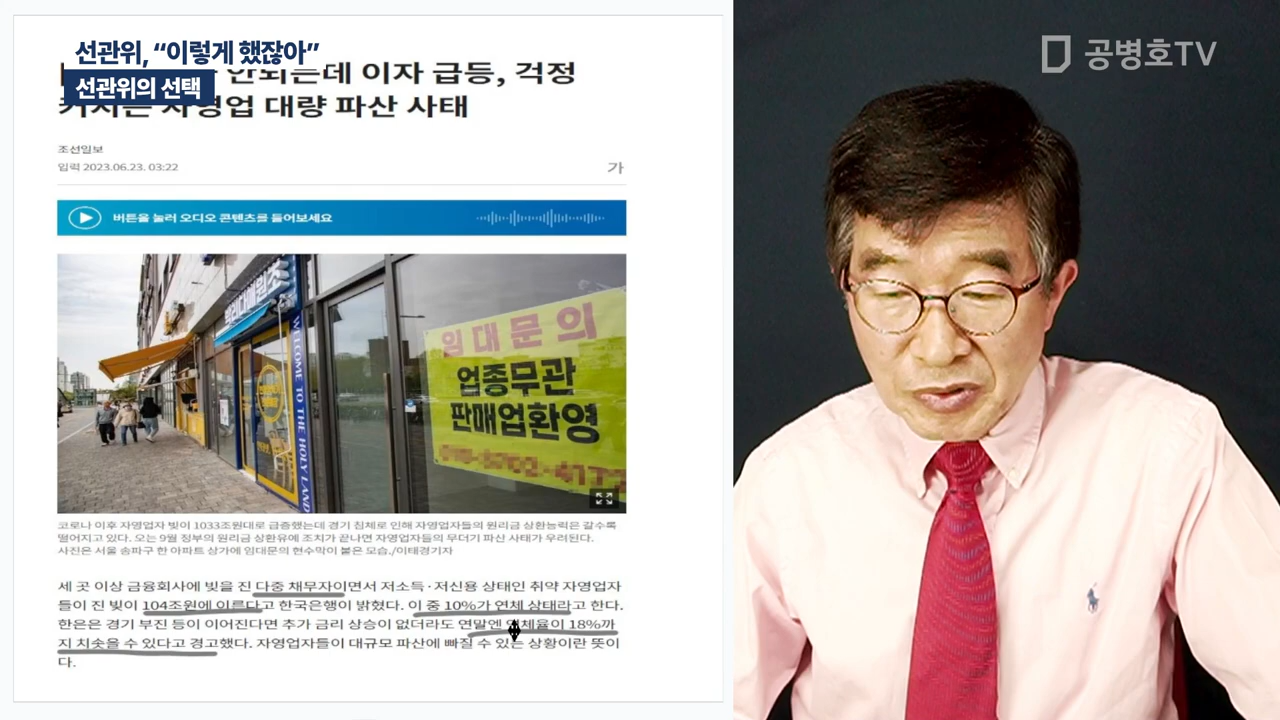 선관위, “이렇게 했잖아”
선관위의 선택
안되는데 이자 급등, 걱정
커지는 자영업 대량 파산 사태
조선일보
입력 2023.06.23. 03:22
가
버튼을 눌러 오디오 콘텐츠를 들어보세요
WELCOME TO THE HOLY LAND
임대문의
업종무관
판매업환영
코로나 이후 자영업자 빚이 1033조원대로 급증했는데 경기 침체로 인해 자영업자들의 원리금 상환능력은 갈수록
떨어지고 있다. 오는 9월 정부의 원리금 상환유예 조치가 끝나면 자영업자들의 무더기 파산 사태가 우려된다.
사진은 서울 송파구 한 아파트 상가에 임대문의 현수막이 붙은 모습./이태경기자
세 곳 이상 금융회사에 빚을 진 다중 채무자이면서 저소득·저신용 상태인 취약 자영업자
들이 진 빚이 104조원에 이른다고 한국은행이 밝혔다. 이 중 10%가 연체 상태라고 한다.
한은은 경기 부진 등이 이어진다면 추가 금리 상승이 없더라도 연말엔 연체율이 18%까
지 치솟을 수 있다고 경고했다. 자영업자들이 대규모 파산에 빠질 수 있는 상황이란 뜻이
다.
공병호TV